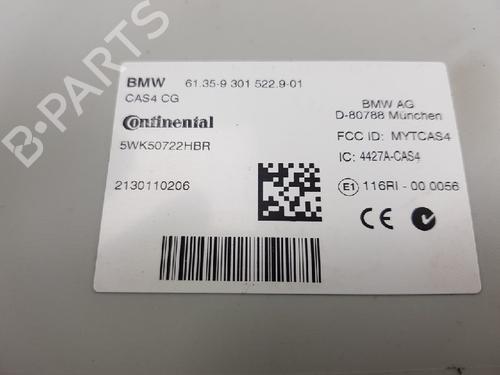 BMW 61.35-9 301 522.9-01
CAS4 CG
Continental
5WK50722HBR
2130110206
BMW AG
D-80788 München
FCC ID: MYTCAS4
IC: 4427A-CAS4
E1 116RI - 00 0056
CE
B-PARTS